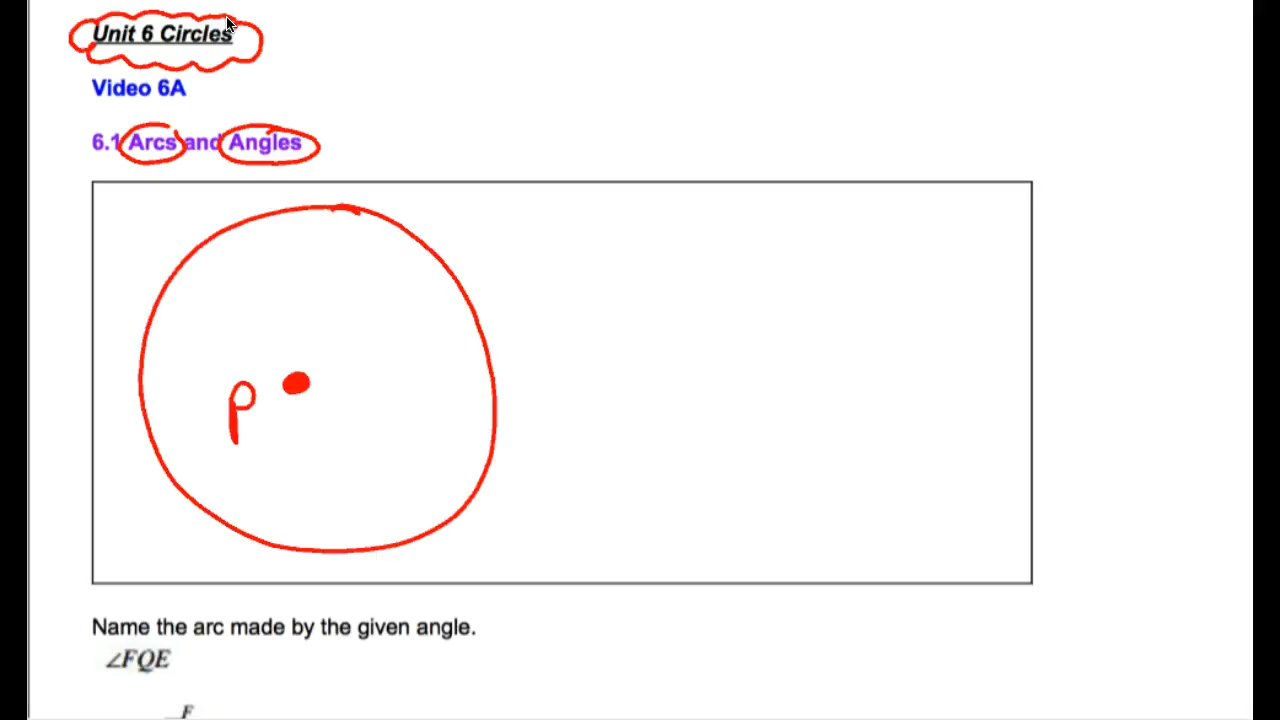 Unit 6 Circles
Video 6A
6.1 Arcs and Angles
P
Name the arc made by the given angle.
∠FQE
F